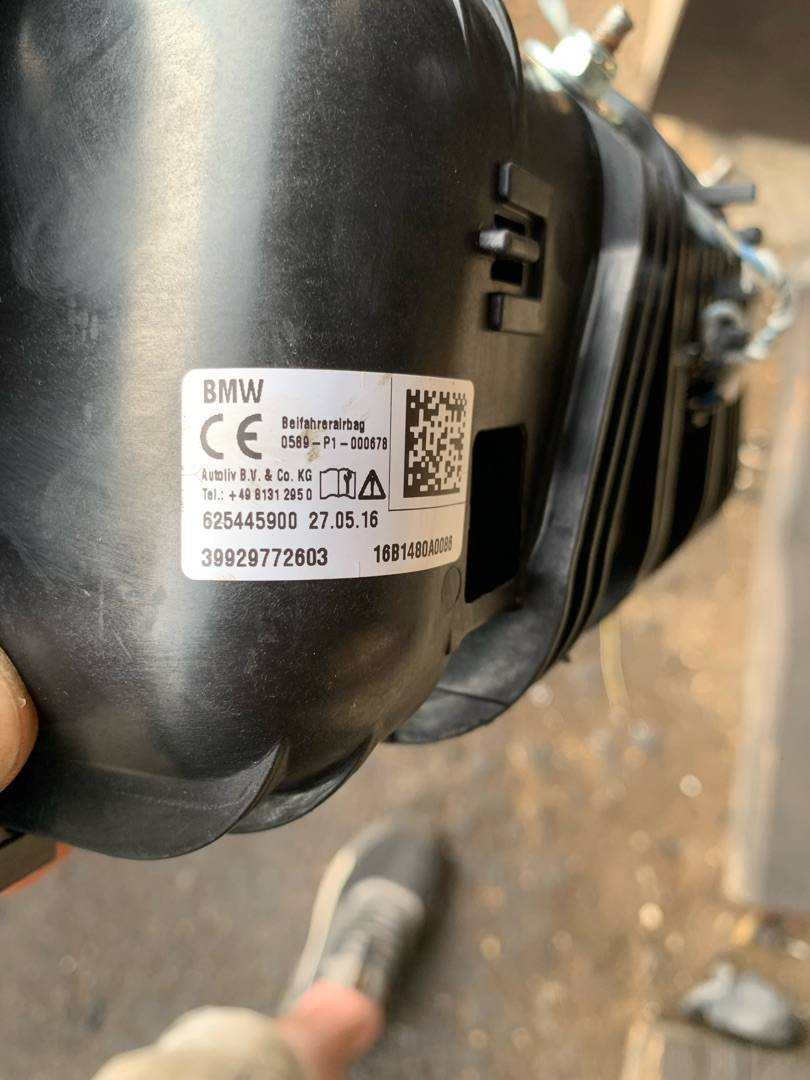 BMW
CE Beifahrerairbag
0589-P1-000678
Autoliv B.V. & Co. KG
Tel.: +49 8131 295 0
625445900 27.05.16
39929772603 16B1480A0086